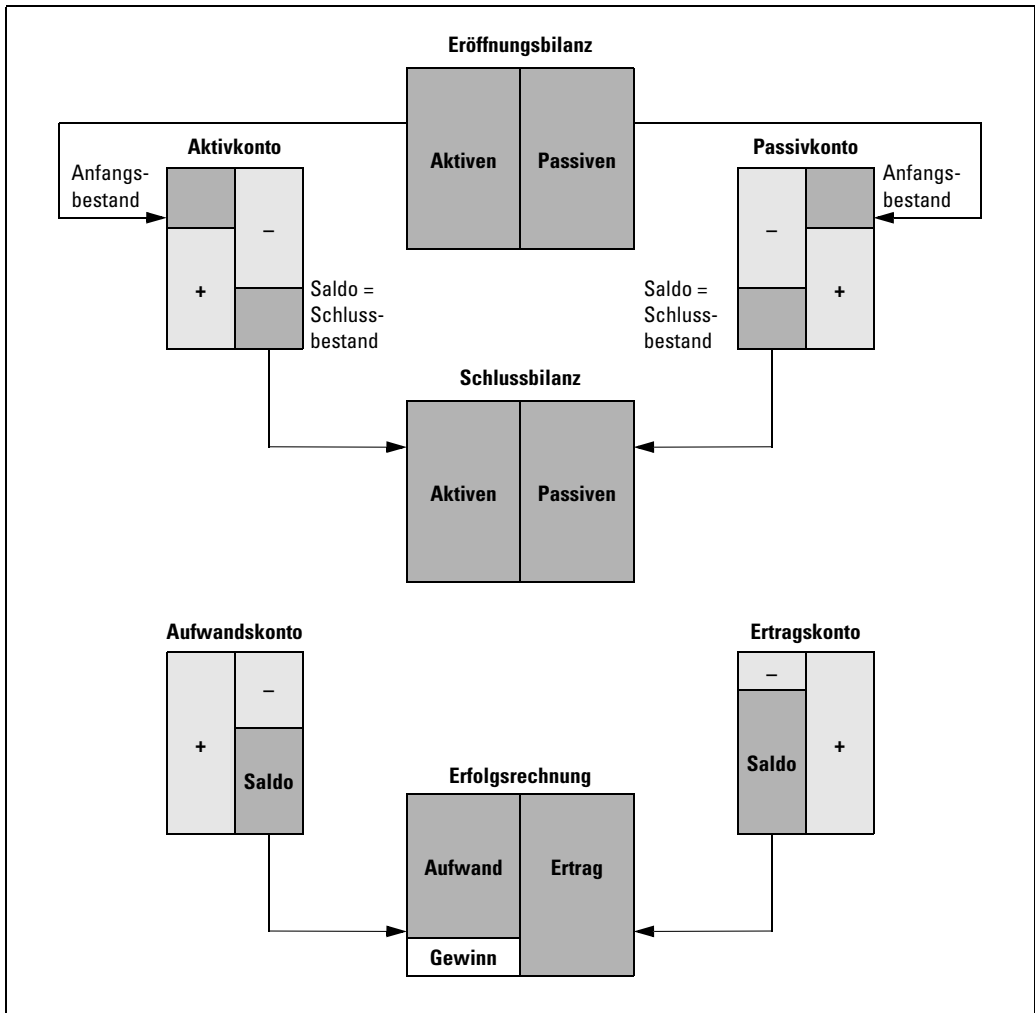 Eröffnungsbilanz
Aktiven
Passiven
Aktivkonto
Anfangs-
bestand
–
+
Saldo =
Schluss-
bestand
Passivkonto
Anfangs-
bestand
–
+
Saldo =
Schluss-
bestand
Schlussbilanz
Aktiven
Passiven
Aufwandskonto
–
+
Saldo
Ertragskonto
–
+
Saldo
Erfolgsrechnung
Aufwand
Ertrag
Gewinn